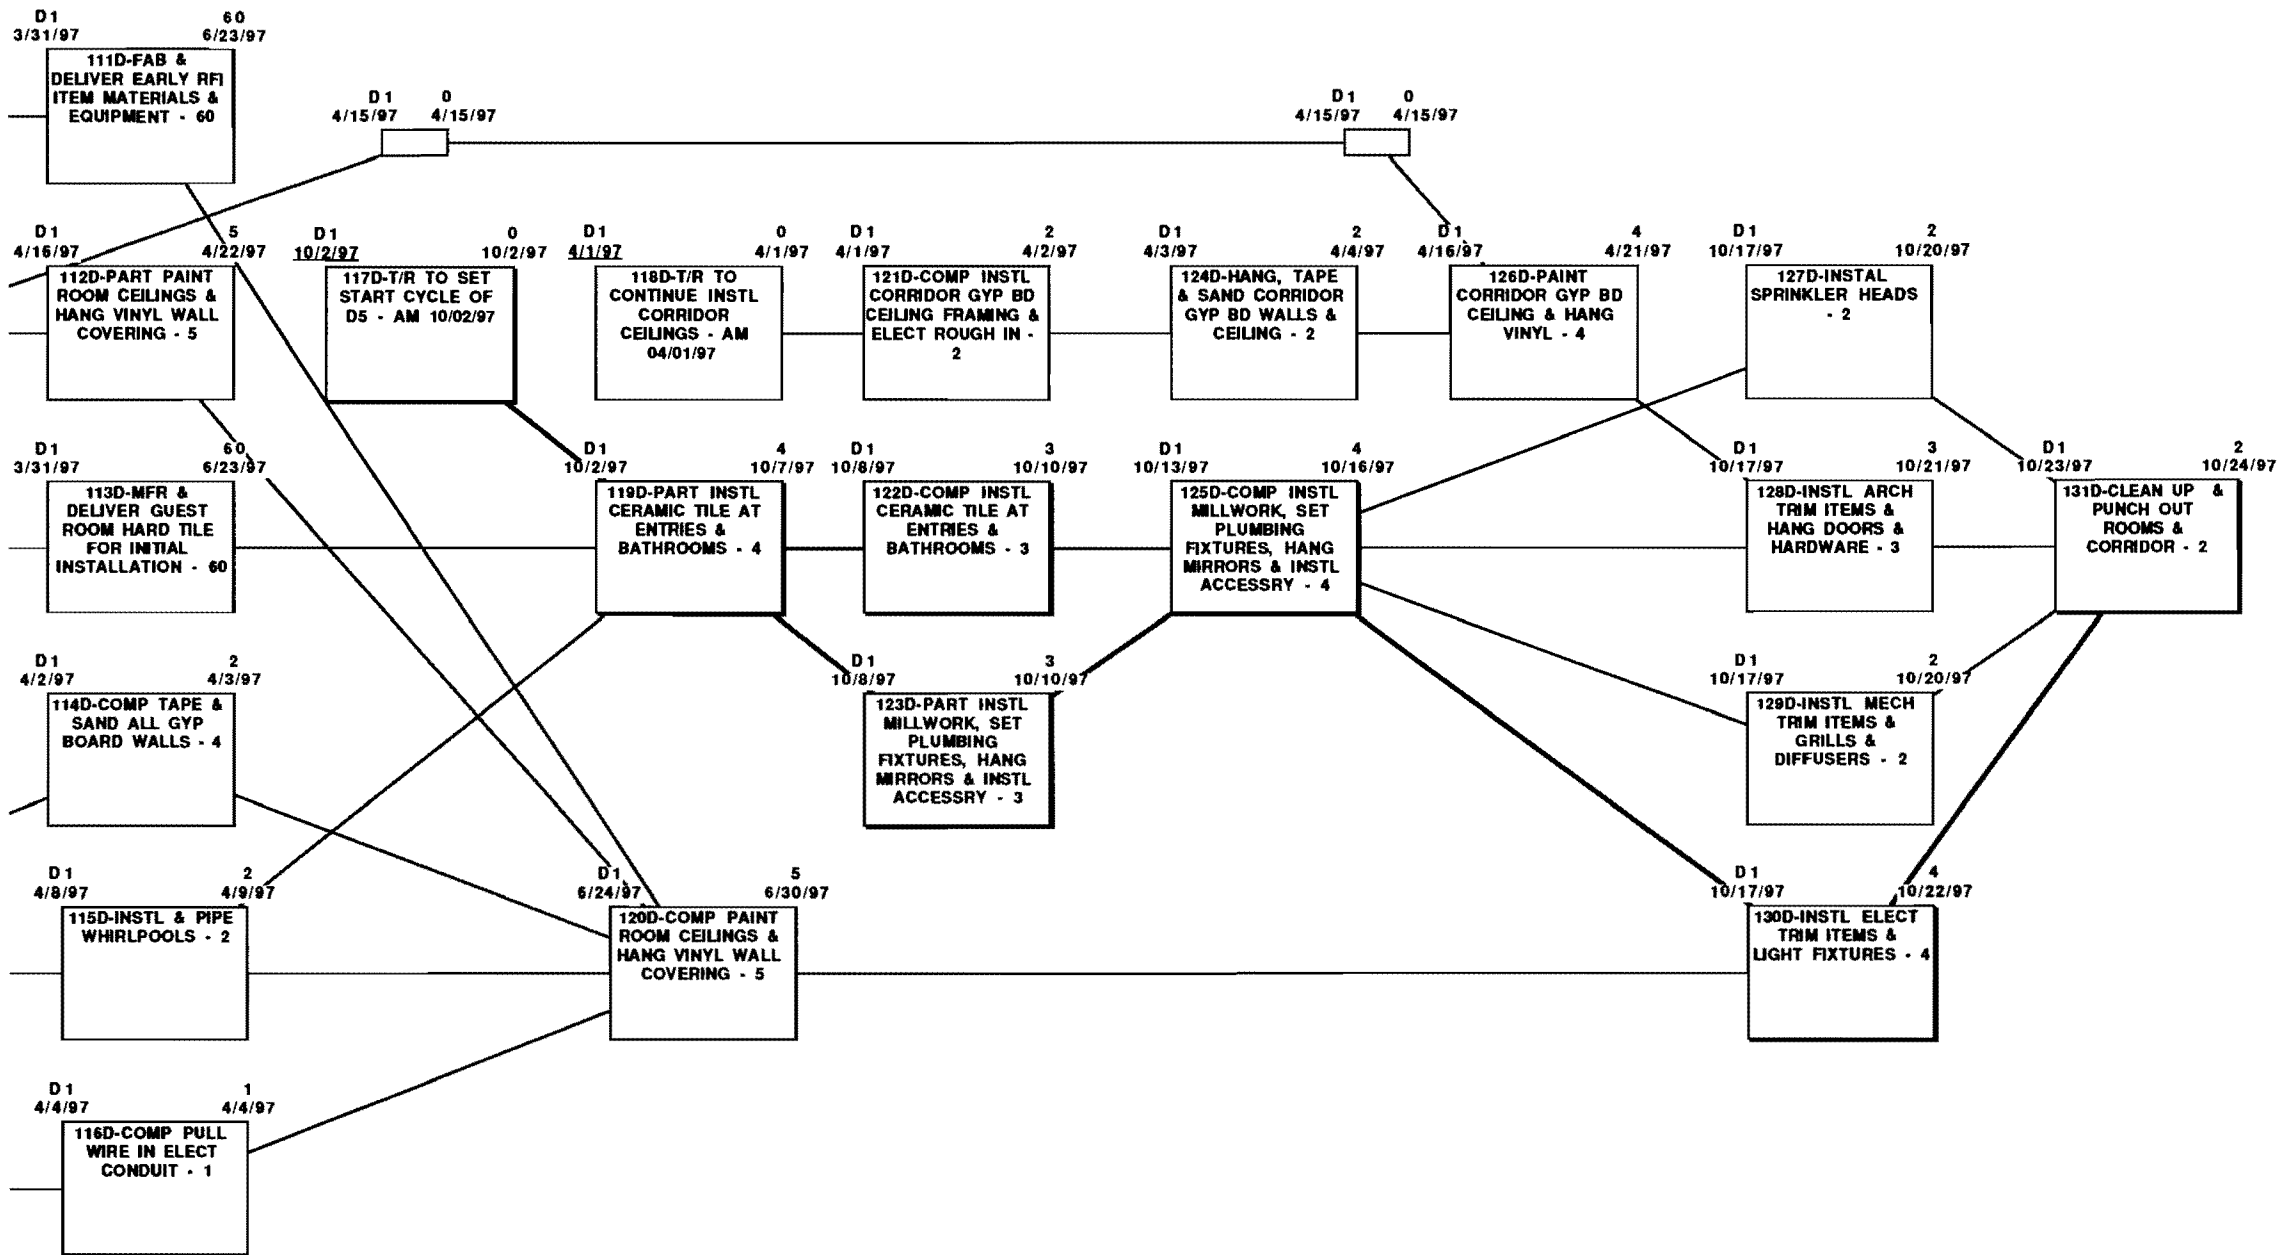 D1 60
3/31/97 6/23/97
111D-FAB &
DELIVER EARLY RFI
ITEM MATERIALS &
EQUIPMENT - 60
D1 0
4/15/97 4/15/97
D1 0
4/15/97 4/15/97
D1 5
4/16/97 4/22/97
112D-PART PAINT
ROOM CEILINGS &
HANG VINYL WALL
COVERING - 5
D1 0
10/2/97 10/2/97
117D-T/R TO SET
START CYCLE OF
D5 - AM 10/02/97
D1 0
4/1/97 4/1/97
118D-T/R TO
CONTINUE INSTL
CORRIDOR
CEILINGS - AM
04/01/97
D1 2
4/1/97 4/2/97
121D-COMP INSTL
CORRIDOR GYP BD
CEILING FRAMING &
ELECT ROUGH IN -
2
D1 2
4/3/97 4/4/97
124D-HANG, TAPE
& SAND CORRIDOR
GYP BD WALLS &
CEILING - 2
D1 4
4/16/97 4/21/97
126D-PAINT
CORRIDOR GYP BD
CEILING & HANG
VINYL - 4
D1 2
10/17/97 10/20/97
127D-INSTAL
SPRINKLER HEADS
- 2
D1 60
3/31/97 6/23/97
113D-MFR &
DELIVER GUEST
ROOM HARD TILE
FOR INITIAL
INSTALLATION - 60
D1 4
10/2/97 10/7/97
119D-PART INSTL
CERAMIC TILE AT
ENTRIES &
BATHROOMS - 4
D1 3
10/8/97 10/10/97
122D-COMP INSTL
CERAMIC TILE AT
ENTRIES &
BATHROOMS - 3
D1 4
10/13/97 10/16/97
125D-COMP INSTL
MILLWORK, SET
PLUMBING
FIXTURES, HANG
MIRRORS & INSTL
ACCESSRY - 4
D1 3
10/17/97 10/21/97
128D-INSTL ARCH
TRIM ITEMS &
HANG DOORS &
HARDWARE - 3
D1 2
10/23/97 10/24/97
131D-CLEAN UP &
PUNCH OUT
ROOMS &
CORRIDOR - 2
D1 2
4/2/97 4/3/97
114D-COMP TAPE &
SAND ALL GYP
BOARD WALLS - 4
D1 3
10/8/97 10/10/97
123D-PART INSTL
MILLWORK, SET
PLUMBING
FIXTURES, HANG
MIRRORS & INSTL
ACCESSRY - 3
D1 2
10/17/97 10/20/97
129D-INSTL MECH
TRIM ITEMS &
GRILLS &
DIFFUSERS - 2
D1 2
4/8/97 4/9/97
115D-INSTL & PIPE
WHIRLPOOLS - 2
D1 5
6/24/97 6/30/97
120D-COMP PAINT
ROOM CEILINGS &
HANG VINYL WALL
COVERING - 5
D1 4
10/17/97 10/22/97
130D-INSTL ELECT
TRIM ITEMS &
LIGHT FIXTURES - 4
D1 1
4/4/97 4/4/97
116D-COMP PULL
WIRE IN ELECT
CONDUIT - 1